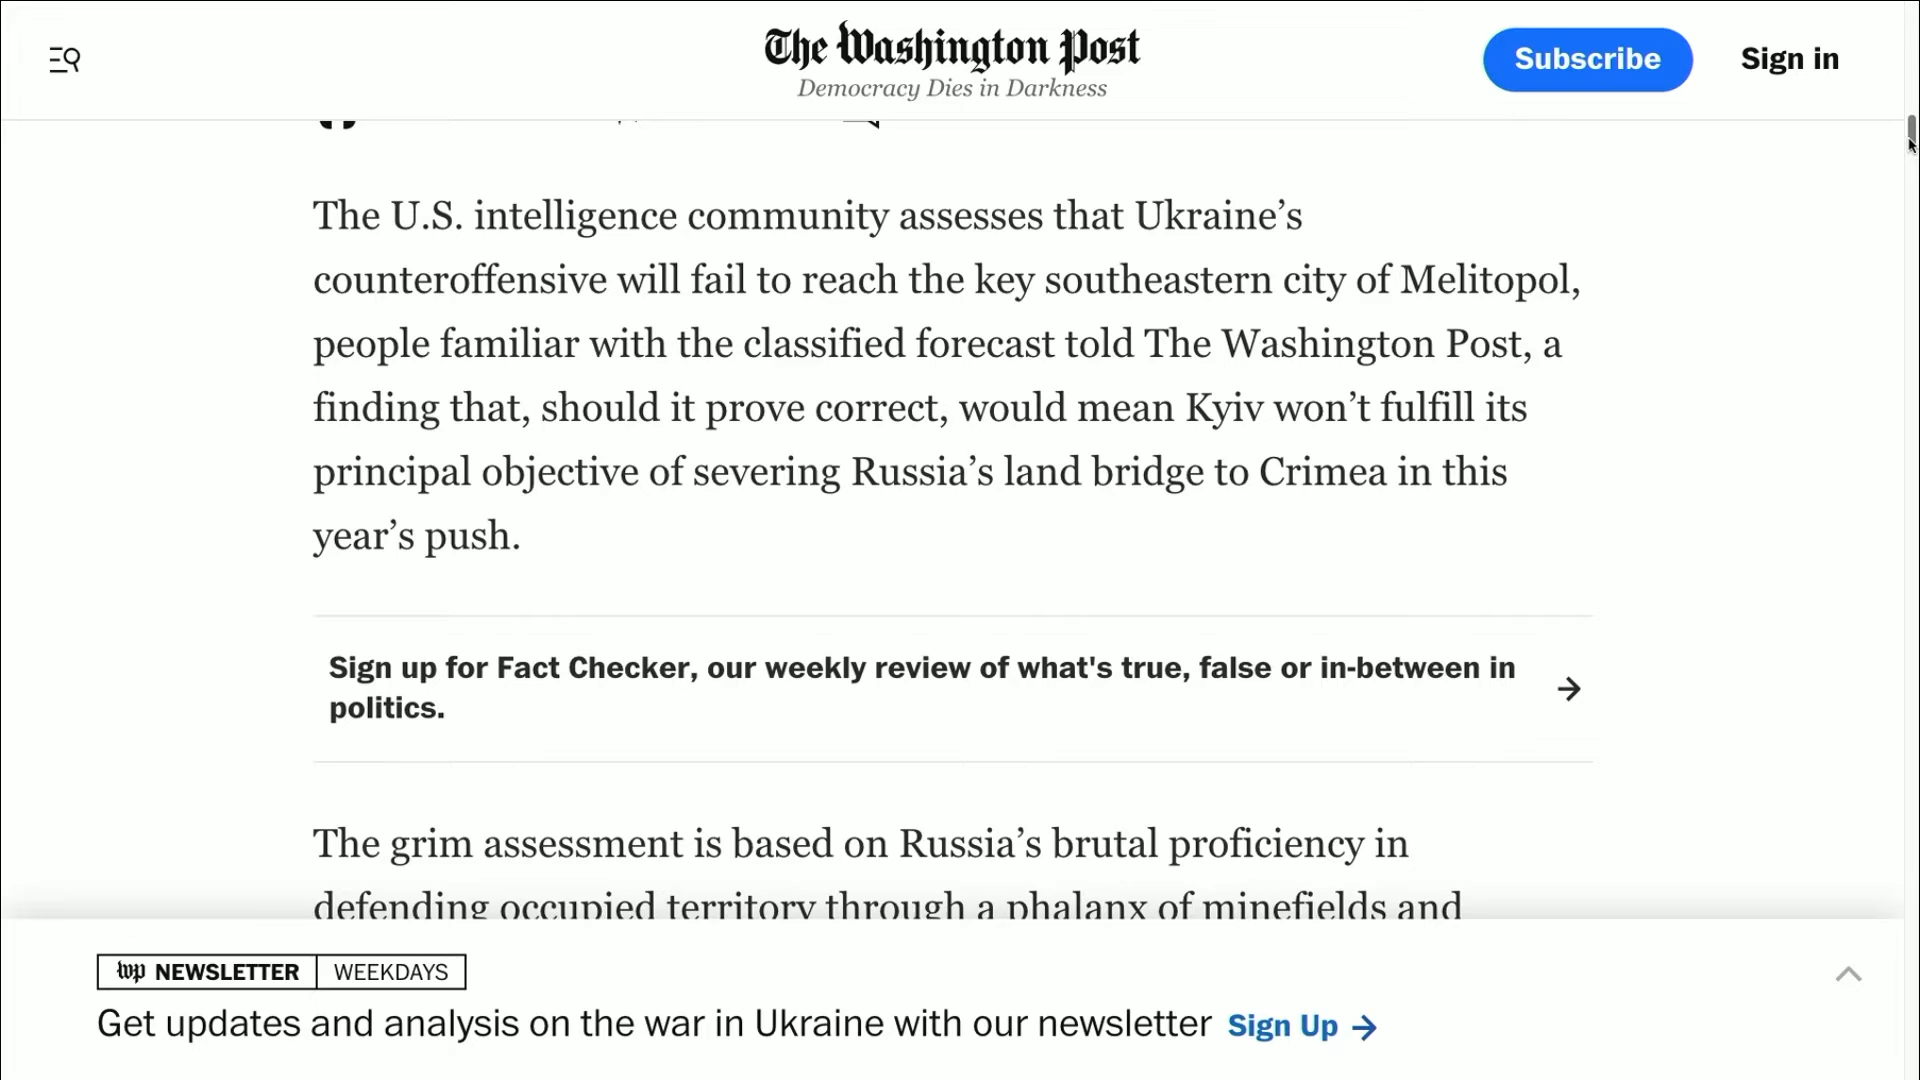 The Washington Post
Democracy Dies in Darkness
Subscribe
Sign in
The U.S. intelligence community assesses that Ukraine’s
counteroffensive will fail to reach the key southeastern city of Melitopol,
people familiar with the classified forecast told The Washington Post, a
finding that, should it prove correct, would mean Kyiv won’t fulfill its
principal objective of severing Russia’s land bridge to Crimea in this
year’s push.
Sign up for Fact Checker, our weekly review of what's true, false or in-between in
politics.
The grim assessment is based on Russia’s brutal proficiency in
defending occupied territory through a phalanx of minefields and
wp NEWSLETTER WEEKDAYS
Get updates and analysis on the war in Ukraine with our newsletter Sign Up